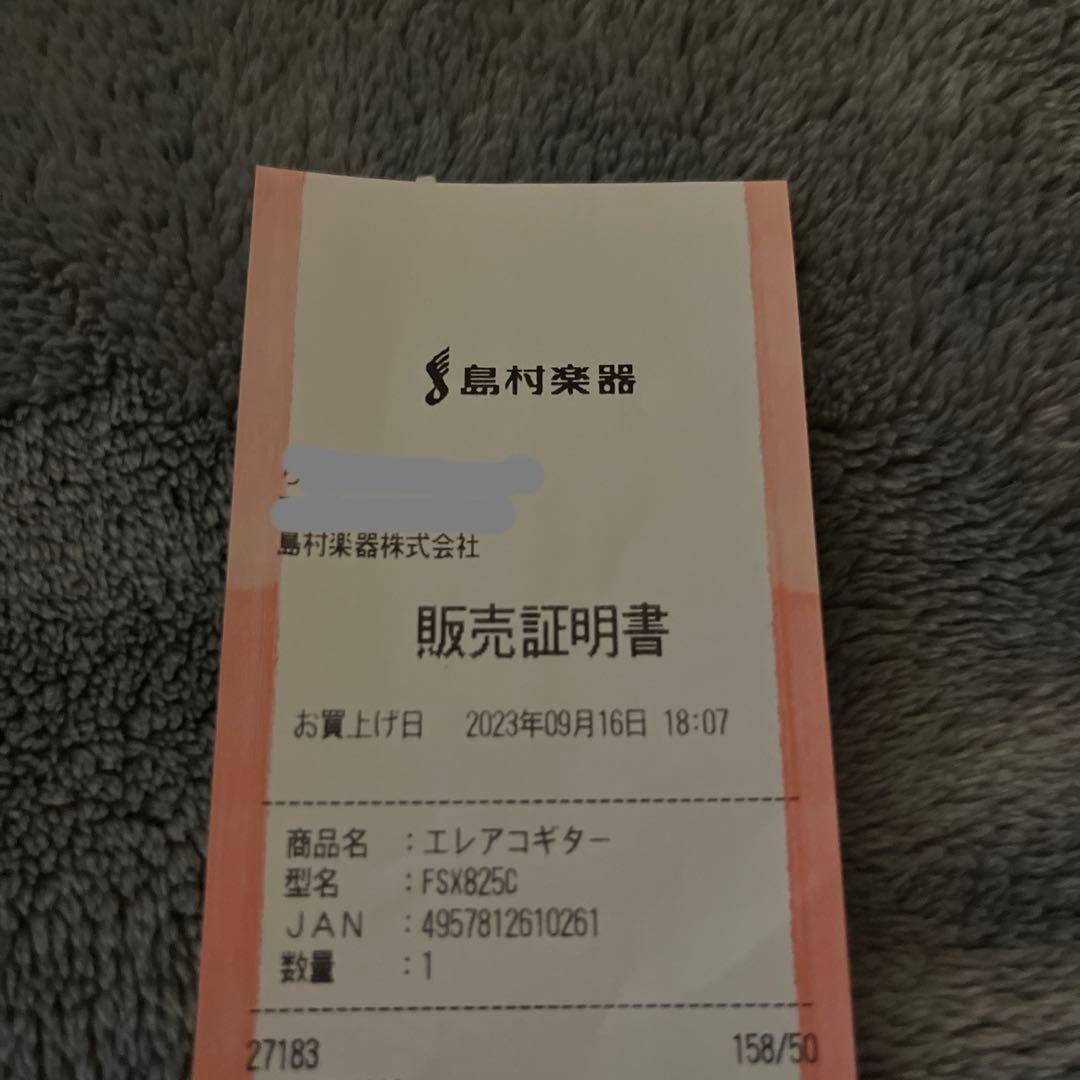 島村楽器
島村楽器株式会社
販売証明書
お買上げ日 2023年09月16日 18:07
商品名 :エレアコギター
型名 :FSX825C
JAN :4957812610261
数量 :1
27183 158/50